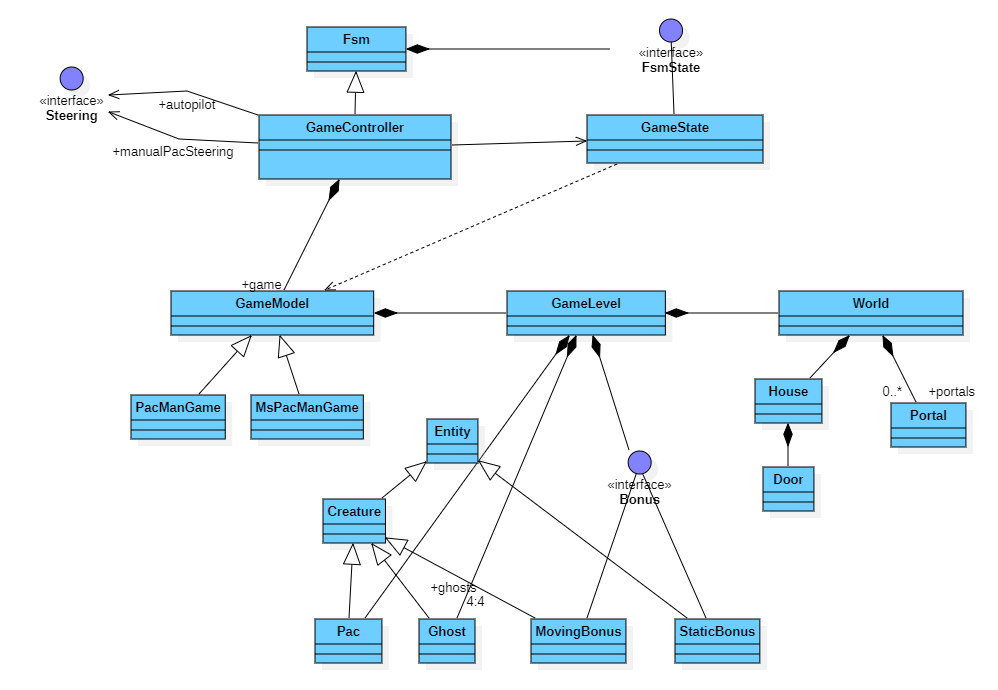 Fsm
«interface»
FsmState
«interface»
Steering
+autopilot
+manualPacSteering
GameController
GameState
+game
GameModel
GameLevel
World
PacManGame
MsPacManGame
House
0..*
+portals
Portal
Entity
«interface»
Bonus
Door
Creature
+ghosts
4:4
Pac
Ghost
MovingBonus
StaticBonus